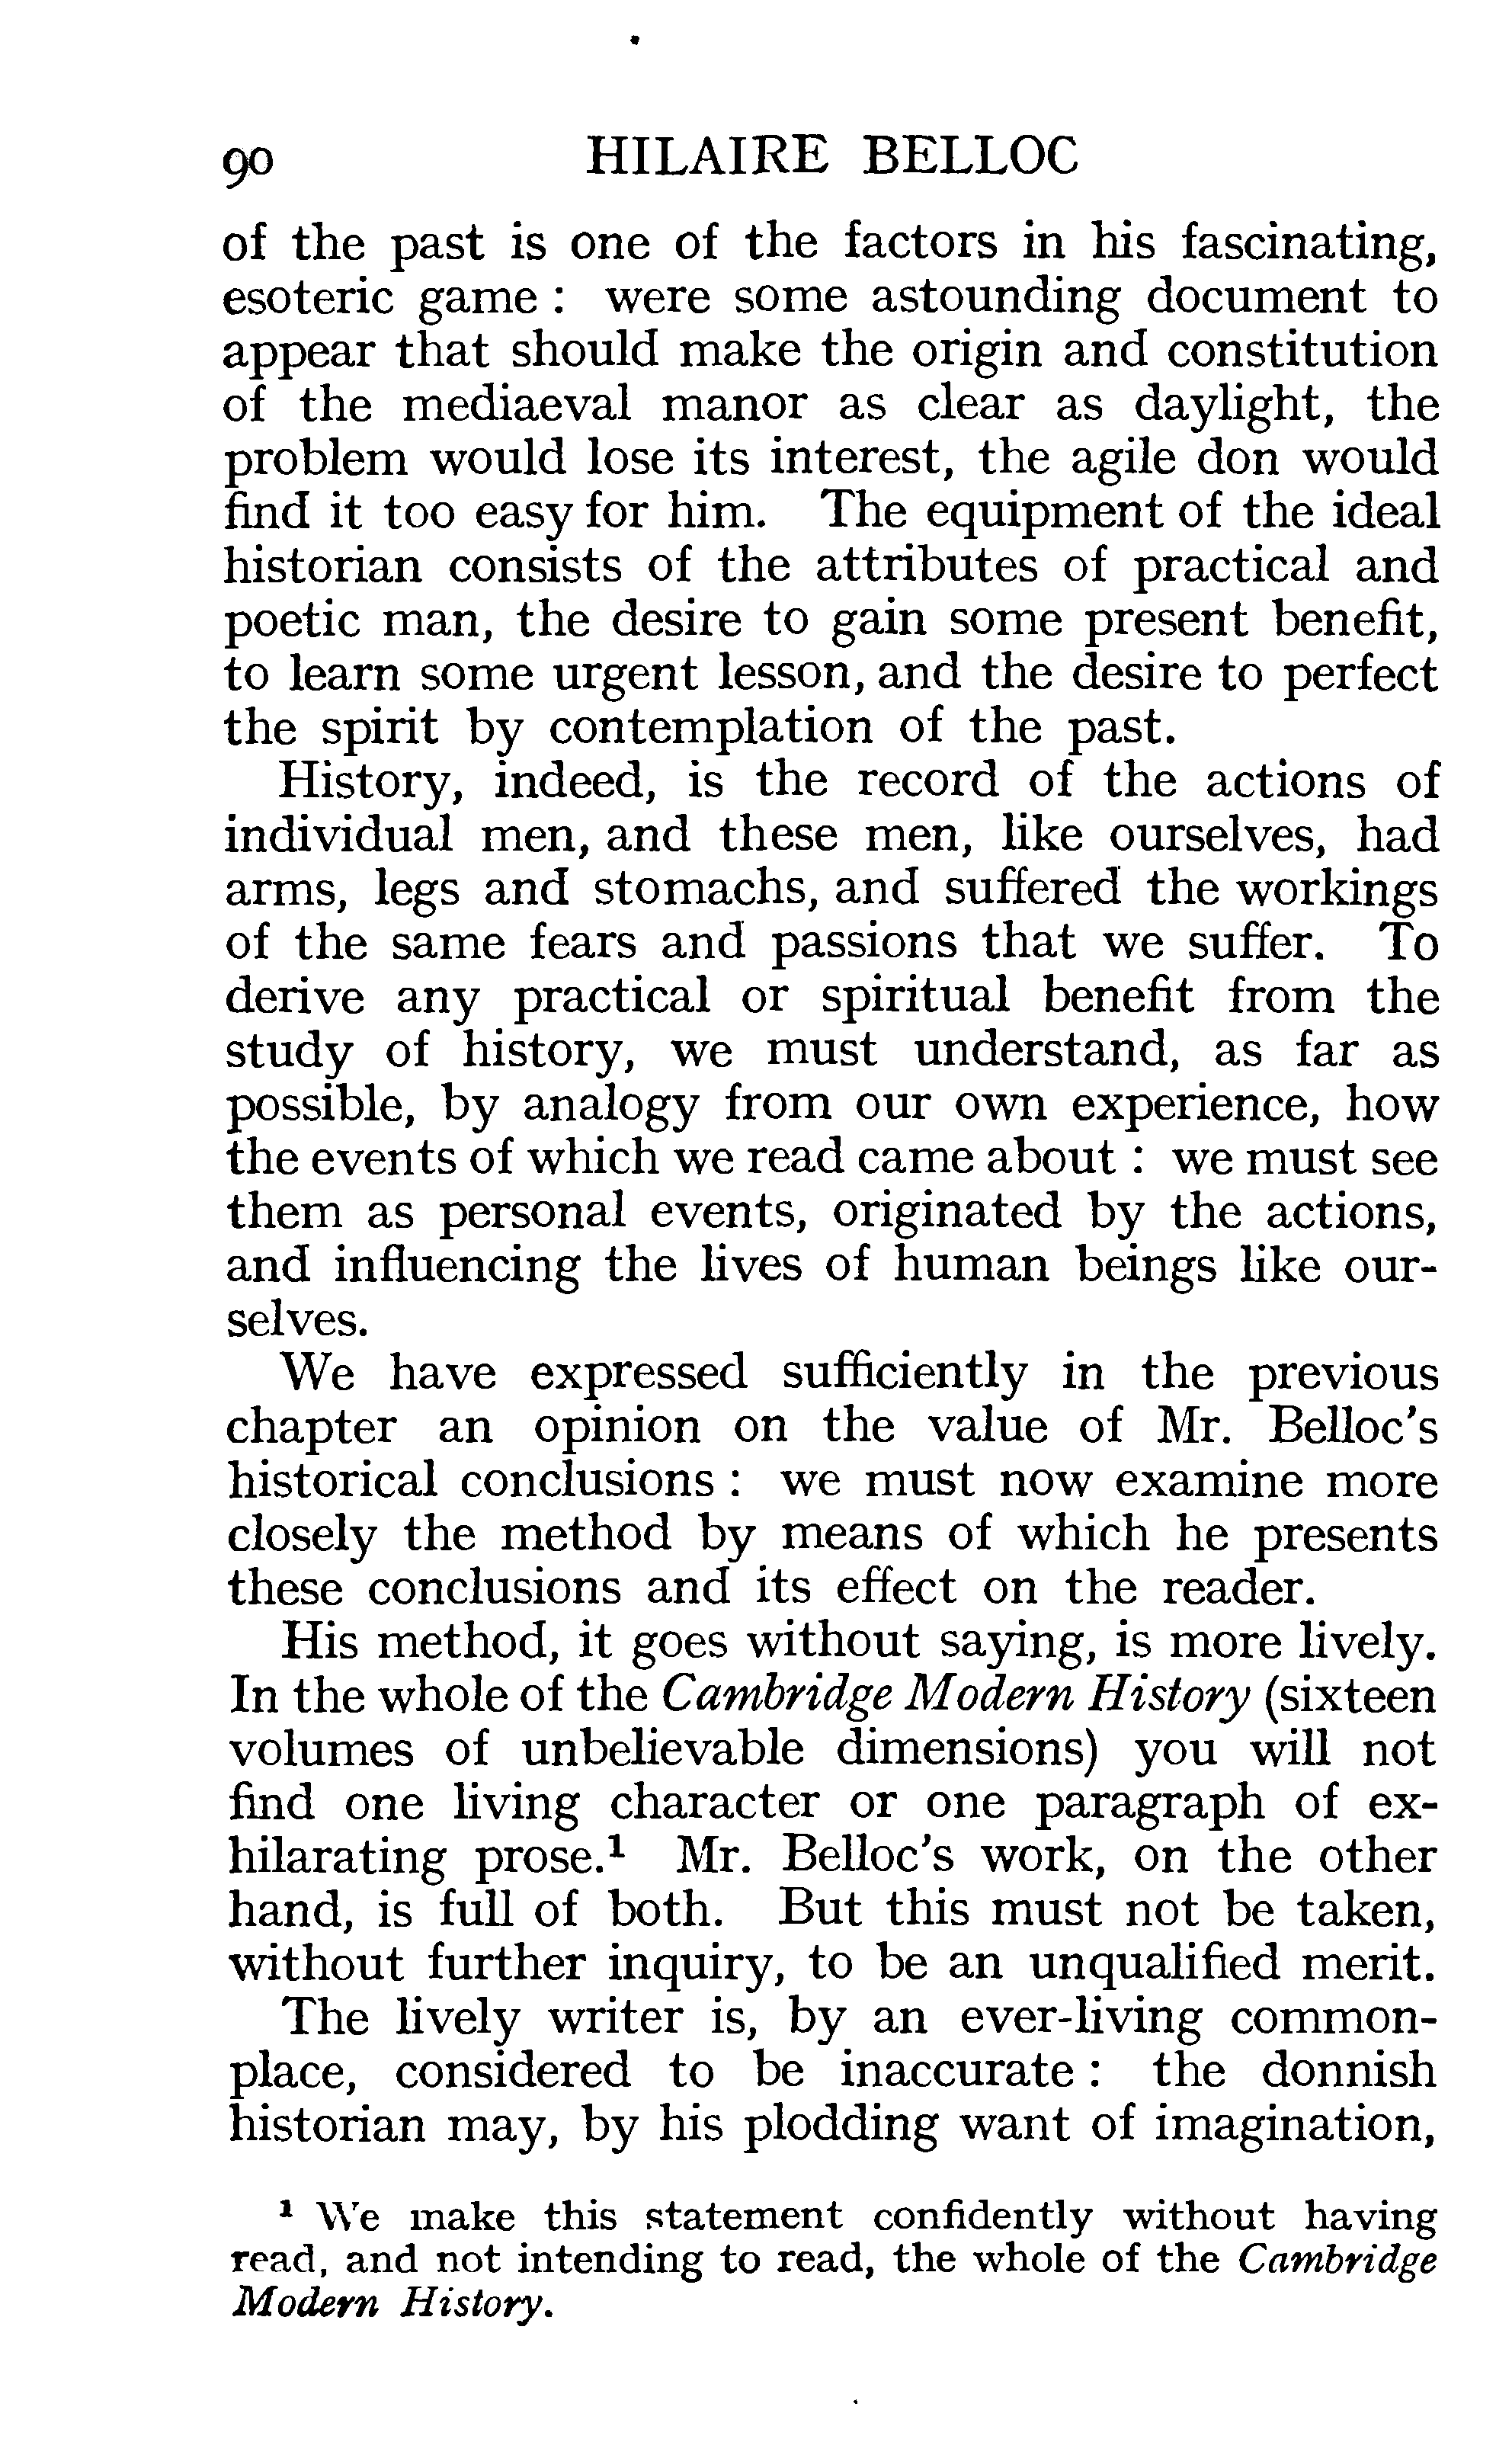 90 HILAIRE BELLOC
of the past is one of the factors in his fascinating,
esoteric game : were some astounding document to
appear that should make the origin and constitution
of the mediaeval manor as clear as daylight, the
problem would lose its interest, the agile don would
find it too easy for him. The equipment of the ideal
historian consists of the attributes of practical and
poetic man, the desire to gain some present benefit,
to learn some urgent lesson, and the desire to perfect
the spirit by contemplation of the past.
History, indeed, is the record of the actions of
individual men, and these men, like ourselves, had
arms, legs and stomachs, and suffered the workings
of the same fears and passions that we suffer. To
derive any practical or spiritual benefit from the
study of history, we must understand, as far as
possible, by analogy from our own experience, how
the events of which we read came about : we must see
them as personal events, originated by the actions,
and influencing the lives of human beings like our-
selves.
We have expressed sufficiently in the previous
chapter an opinion on the value of Mr. Belloc's
historical conclusions : we must now examine more
closely the method by means of which he presents
these conclusions and its effect on the reader.
His method, it goes without saying, is more lively.
In the whole of the Cambridge Modern History (sixteen
volumes of unbelievable dimensions) you will not
find one living character or one paragraph of ex-
hilarating prose.¹ Mr. Belloc's work, on the other
hand, is full of both. But this must not be taken,
without further inquiry, to be an unqualified merit.
The lively writer is, by an ever-living common-
place, considered to be inaccurate : the donnish
historian may, by his plodding want of imagination,
¹ We make this statement confidently without having
read, and not intending to read, the whole of the Cambridge
Modern History.